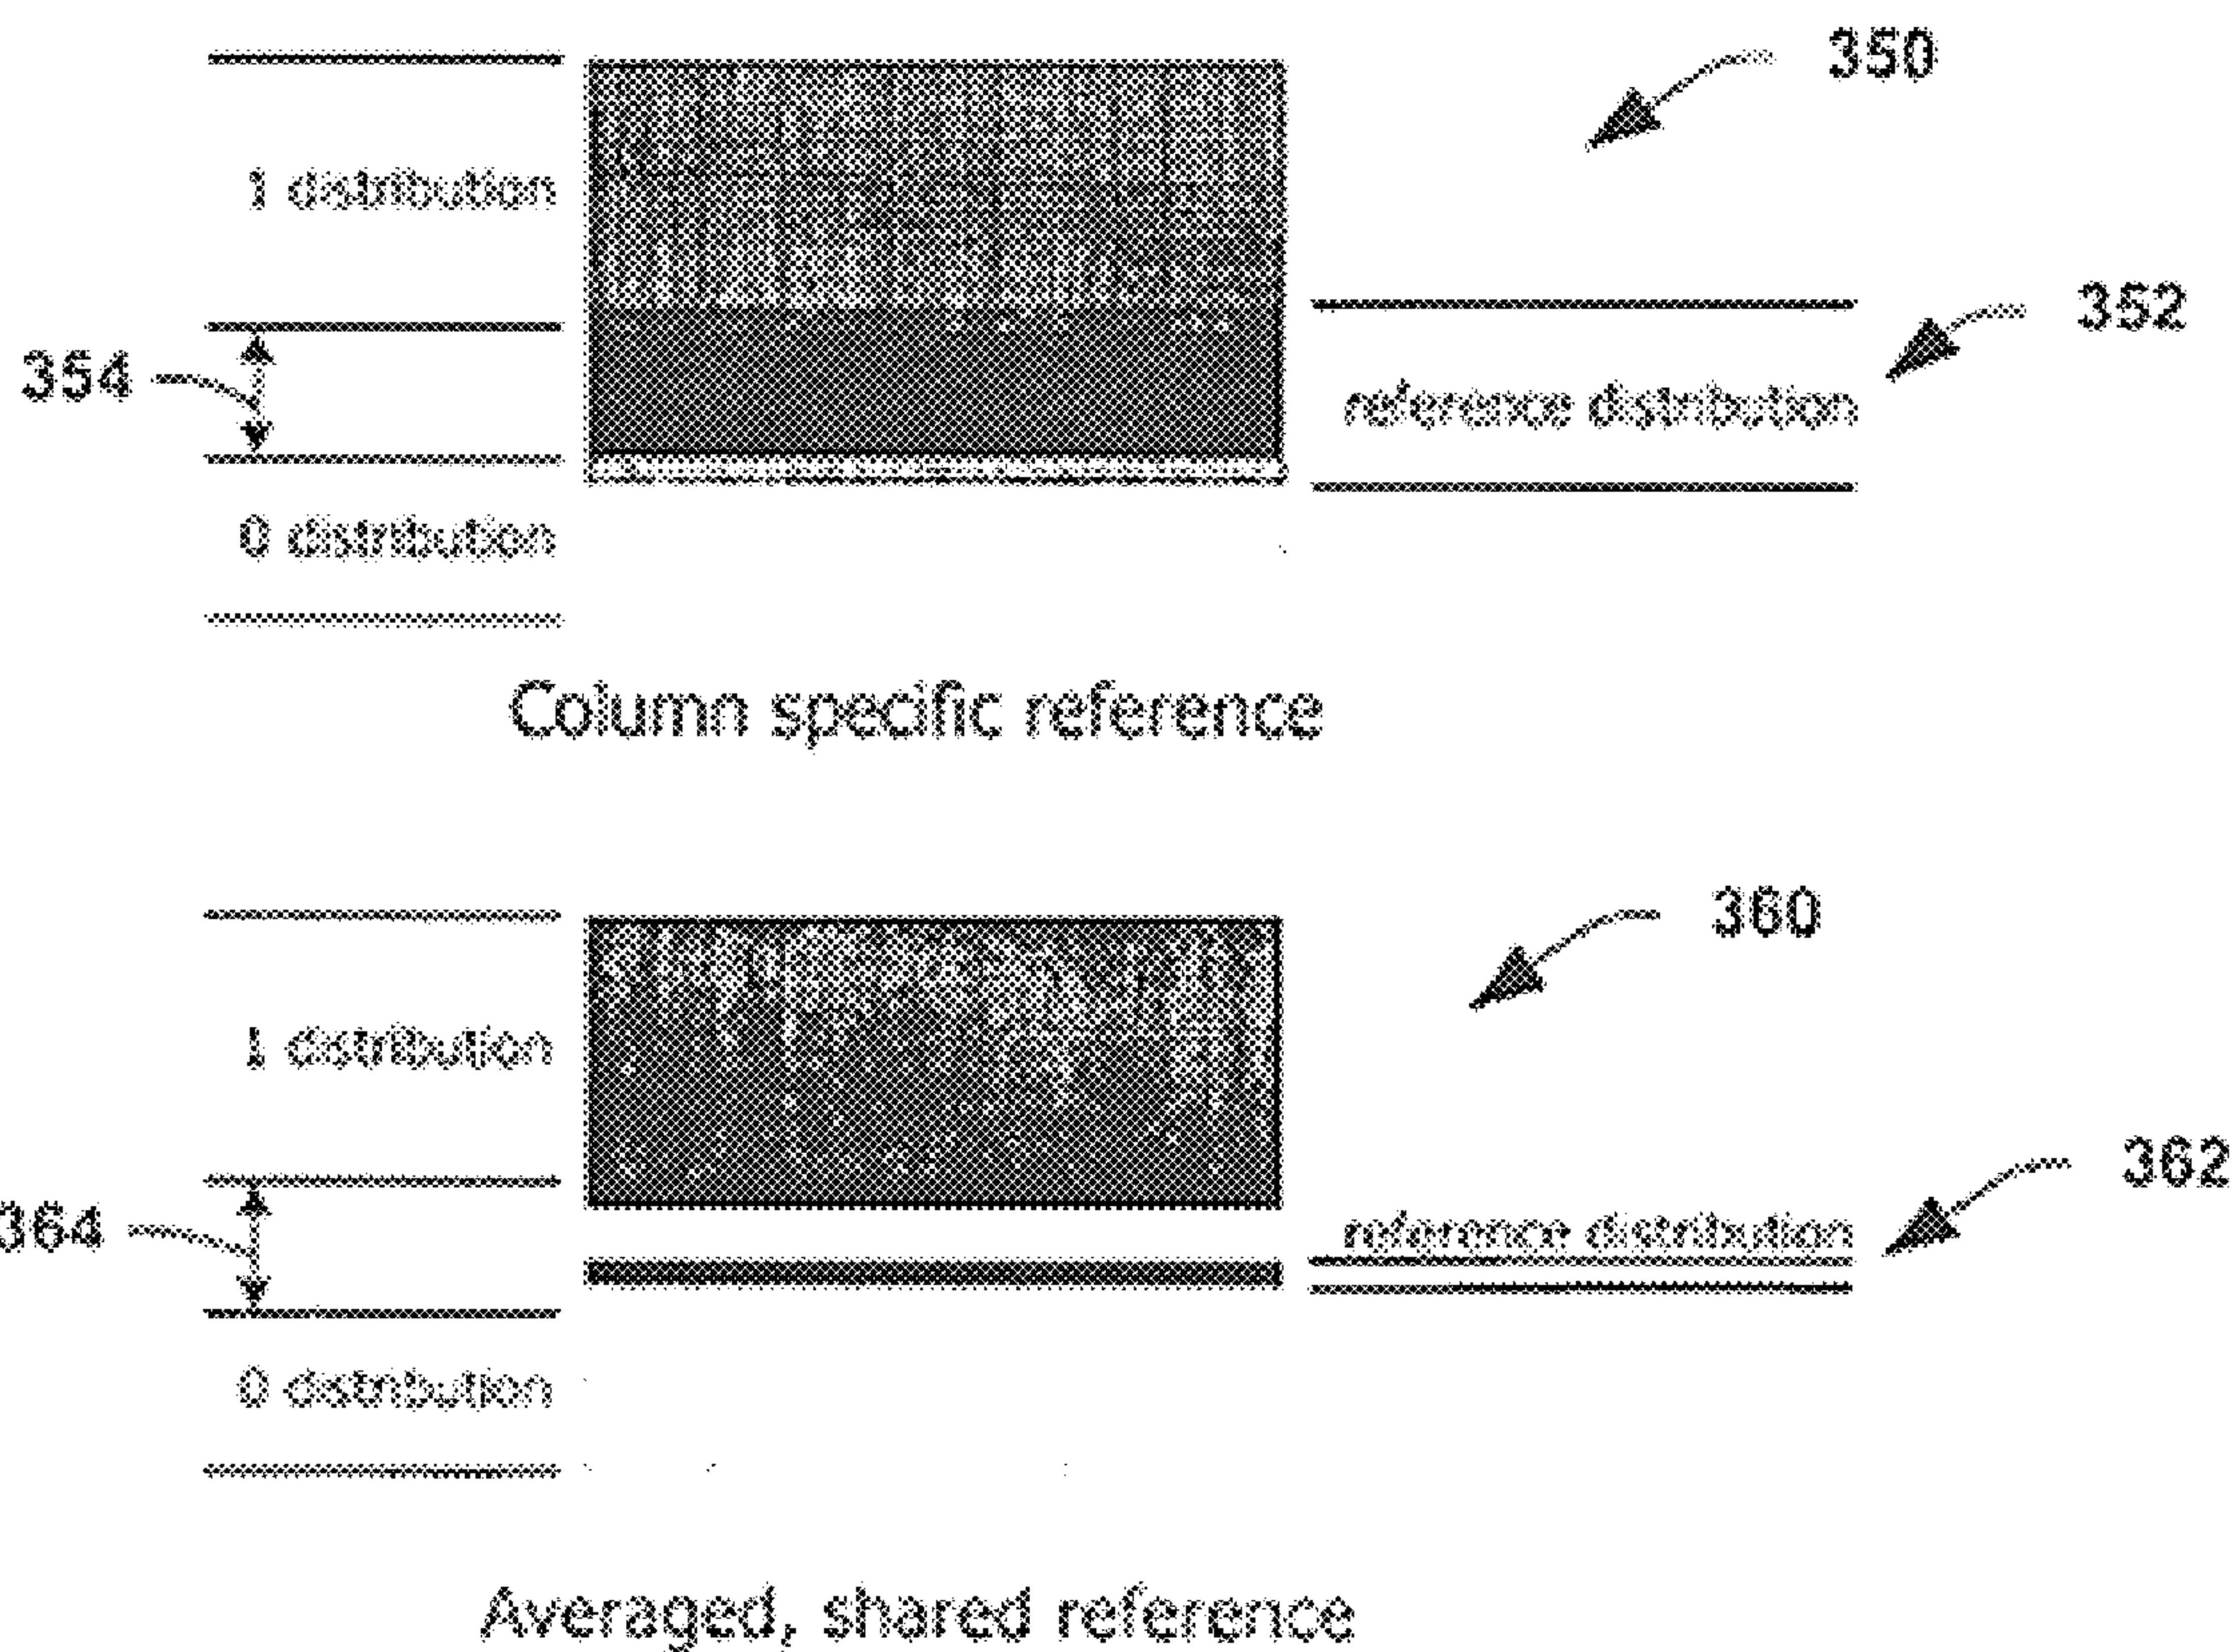 350
1 distribution
352
354
reference distribution
0 distribution
Column specific reference
360
1 distribution
362
364
reference distribution
0 distribution
Averaged, shared reference